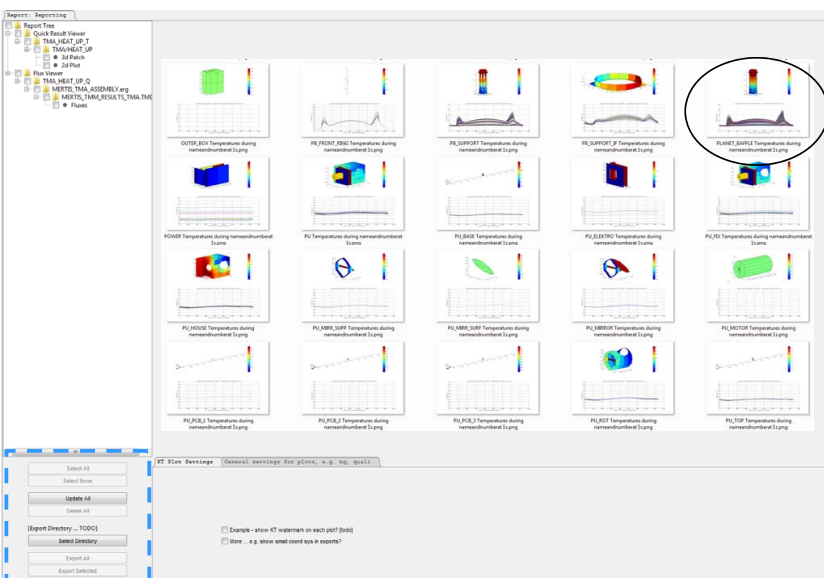 Report: Reporting
Report Tree
Quick Result Viewer
TMA_HEAT_UP_T
TMA/HEAT_UP
3d Patch
2d Plot
Flux Viewer
TMA_HEAT_UP_Q
MERTIS_TMA_ASSEMBLY.erg
MERTIS_TMM_RESULTS_TMA.TME
Fluxes
OUTER_BOX Temperatures during
nameandnumberat 1s.png
PB_FRONT_RING Temperatures during
nameandnumberat 1s.png
PB_SUPPORT Temperatures during
nameandnumberat 1s.png
PB_SUPPORT_IF Temperatures during
nameandnumberat 1s.png
PLANET_BAFFLE Temperatures during
nameandnumberat 1s.png
POWER Temperatures during nameandnumberat
1s.png
PU Temperatures during nameandnumberat
1s.png
PU_BASE Temperatures during
nameandnumberat 1s.png
PU_ELEKTRO Temperatures during
nameandnumberat 1s.png
PU_FIX Temperatures during nameandnumberat
1s.png
PU_HOUSE Temperatures during
nameandnumberat 1s.png
PU_MIRR_SUPP Temperatures during
nameandnumberat 1s.png
PU_MIRR_SURF Temperatures during
nameandnumberat 1s.png
PU_MIRROR Temperatures during
nameandnumberat 1s.png
PU_MOTOR Temperatures during
nameandnumberat 1s.png
PU_PCB_1 Temperatures during
nameandnumberat 1s.png
PU_PCB_2 Temperatures during
nameandnumberat 1s.png
PU_PCB_3 Temperatures during
nameandnumberat 1s.png
PU_ROT Temperatures during
nameandnumberat 1s.png
PU_TOP Temperatures during
nameandnumberat 1s.png
Select All
Select None
Update All
Delete All
[Export Directory ... TODO]
Select Directory
Export All
Export Selected
KT Plot Settings
General settings for plots, e.g. bg, quali
Example - show KT watermark on each plot? [todo]
More ... e.g. show small coord sys in exports?